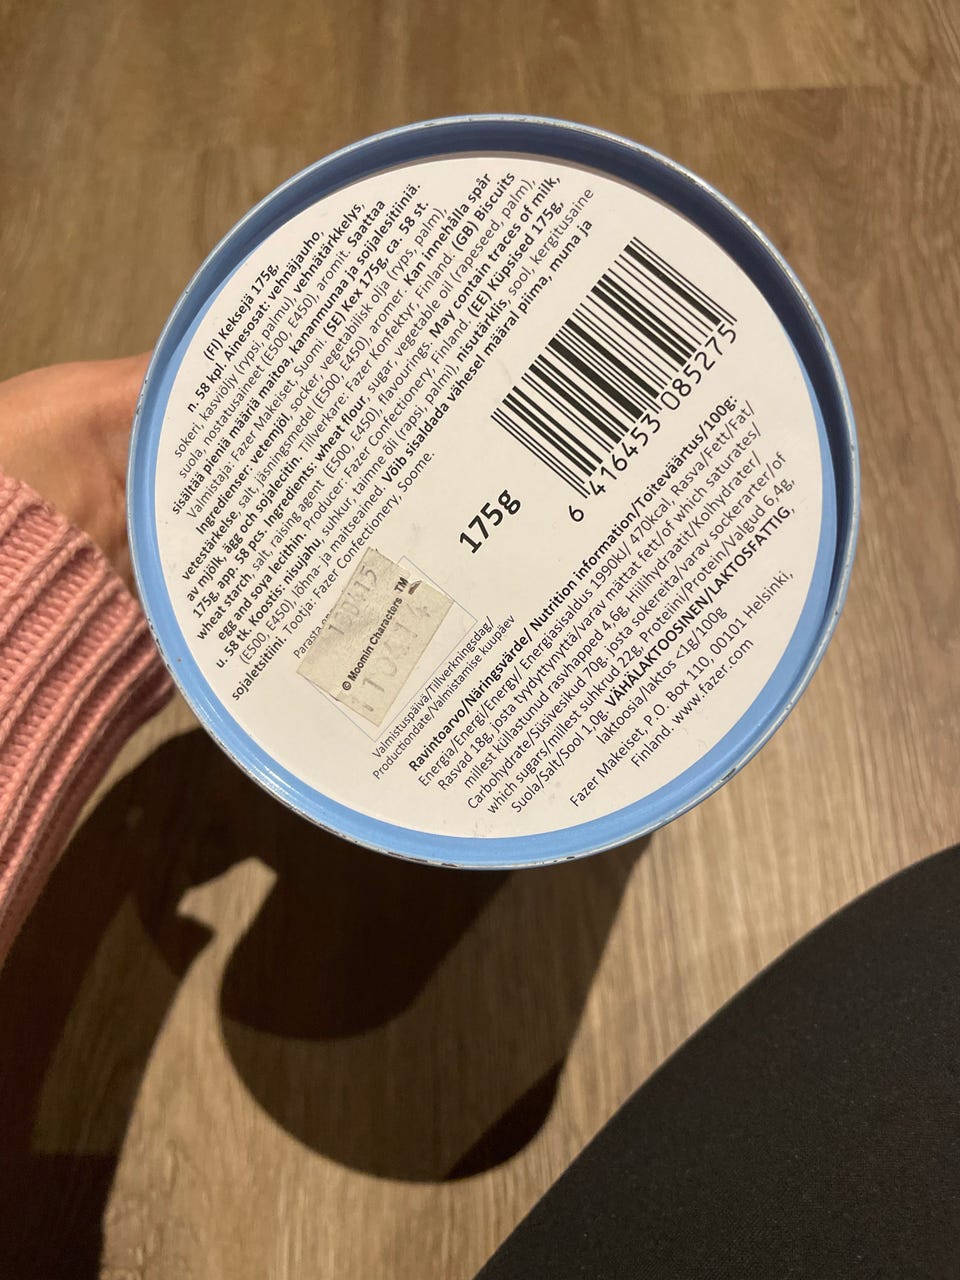 (FI) Keksejä 175g,
n. 58 kpl. Ainesosat: vehnäjauho,
sokeri, kasviöljy (rypsi, palmu), vehnätärkkelys,
suola, nostatusaineet (E500, E450), aromit. Saattaa
sisältää pieniä määriä maitoa, kananmunaa ja soijalesitiiniä.
Valmistaja: Fazer Makeiset, Suomi. (SE) Kex 175g, ca. 58 st.
Ingredienser: vetemjöl, socker, vegetabilisk olja (ryps, palm),
vetestärkelse, salt, jäsningsmedel (E500, E450), aromer. Kan innehålla spår
av mjölk, ägg och sojalecitin. Tillverkare: Fazer Konfektyr, Finland. (GB) Biscuits
175g, app. 58 pcs. Ingredients: wheat flour, sugar, vegetable oil (rapeseed, palm),
wheat starch, salt, raising agent (E500, E450), flavourings. May contain traces of milk,
egg and soya lecithin. Producer: Fazer Confectionery, Finland. (EE) Küpsised 175g,
u. 58 tk. Koostis: nisujahu, suhkur, taimne õli (rapsi, palmi), nisutärklis, sool, kergitusaine
(E500, E450), lõhna- ja maitsealned. Võib sisaldada vähesel määral piima, muna ja
sojaletsitiini. Tootja: Fazer Confectionery, Soome.
175g
6 416453 085275
Parasta
© Moomin Characters ™
Valmistuspäivä/Tillverkningsdag/
Productiondate/Valmistamise kupäev
Ravintoarvo/Näringsvärde/Nutrition information/Toiteväärtus/100g:
Energia/Energi/Energy/ Energiasisaldus 1990kJ/ 470kcal, Rasva/Fett/Fat/
Rasvad 18g, josta tyydyttynyttä/varav mättat fett/of which saturates/
millest küllastunud rasvhapped 4,6g, Hiilihydraatit/Kolhydrater/
Carbohydrate/Süsivesikud 70g, josta sokereita/varav sockerarter/of
which sugars/millest suhkrud 22g, Proteiini/Protein/Valgud 6,4g,
Suola/Salt/Sool 1,0g. VÄHÄLAKTOOSINEN/LAKTOSFATTIG,
laktoosia/laktos <1g/100g
Fazer Makeiset, P.O. Box 110, 00101 Helsinki,
Finland, www.fazer.com